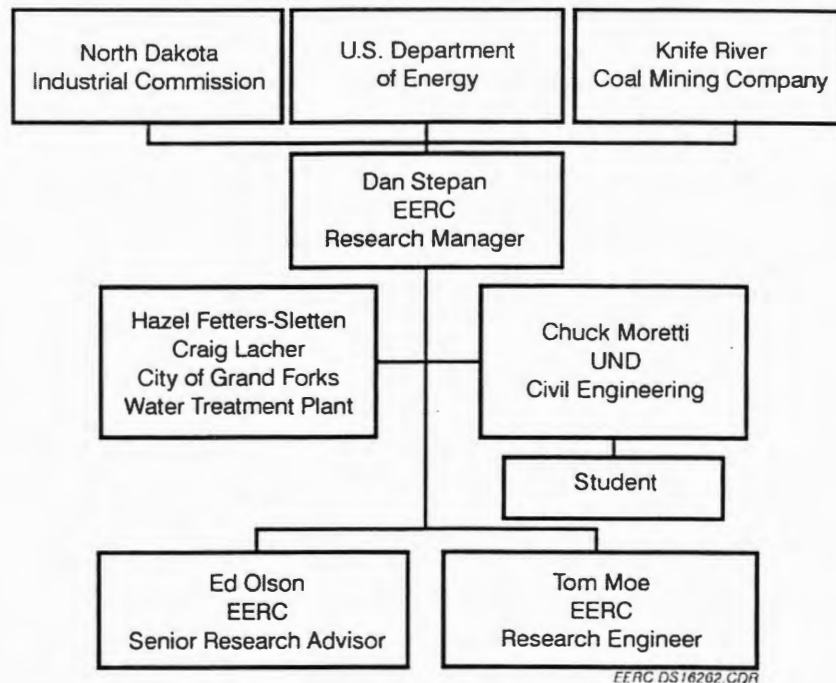 North Dakota
Industrial Commission
U.S. Department
of Energy
Knife River
Coal Mining Company
Dan Stepan
EERC
Research Manager
Hazel Fetters-Sletten
Craig Lacher
City of Grand Forks
Water Treatment Plant
Chuck Moretti
UND
Civil Engineering
Student
Ed Olson
EERC
Senior Research Advisor
Tom Moe
EERC
Research Engineer
EERC DS16262.CDR